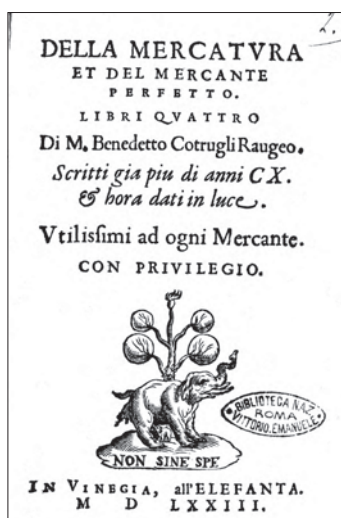 2.
DELLA MERCATVRA
ET DEL MERCANTE
PERFETTO.
LIBRI QVATTRO
Di M. Benedetto Cotrugli Raugeo.
Scritti gia piu di anni CX.
& hora dati in luce.
Vtilissimi ad ogni Mercante.
CON PRIVILEGIO.
BIBLIOTECA NAZ.
ROMA
VITTORIO.EMANUELE
NON SINE SPE
IN VINEGIA, all'ELEFANTA.
M D LXXIII.